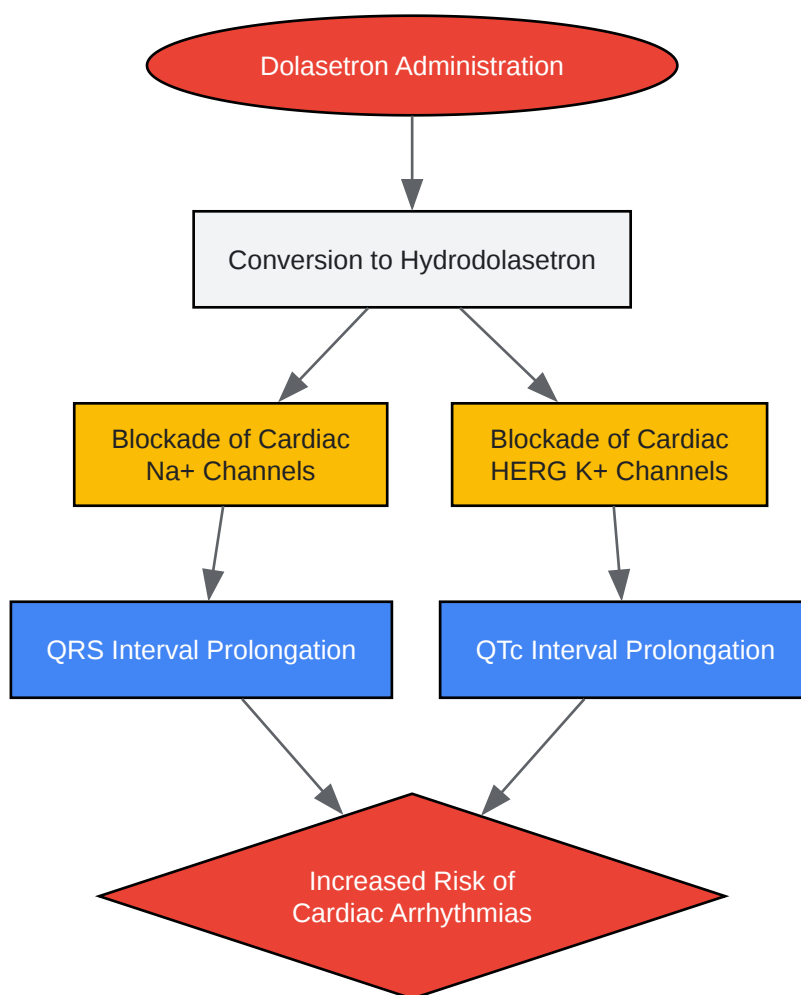 Dolasetron Administration
Conversion to Hydrodolasetron
Blockade of Cardiac
Na+ Channels
Blockade of Cardiac
HERG K+ Channels
QRS Interval Prolongation
QTc Interval Prolongation
Increased Risk of
Cardiac Arrhythmias